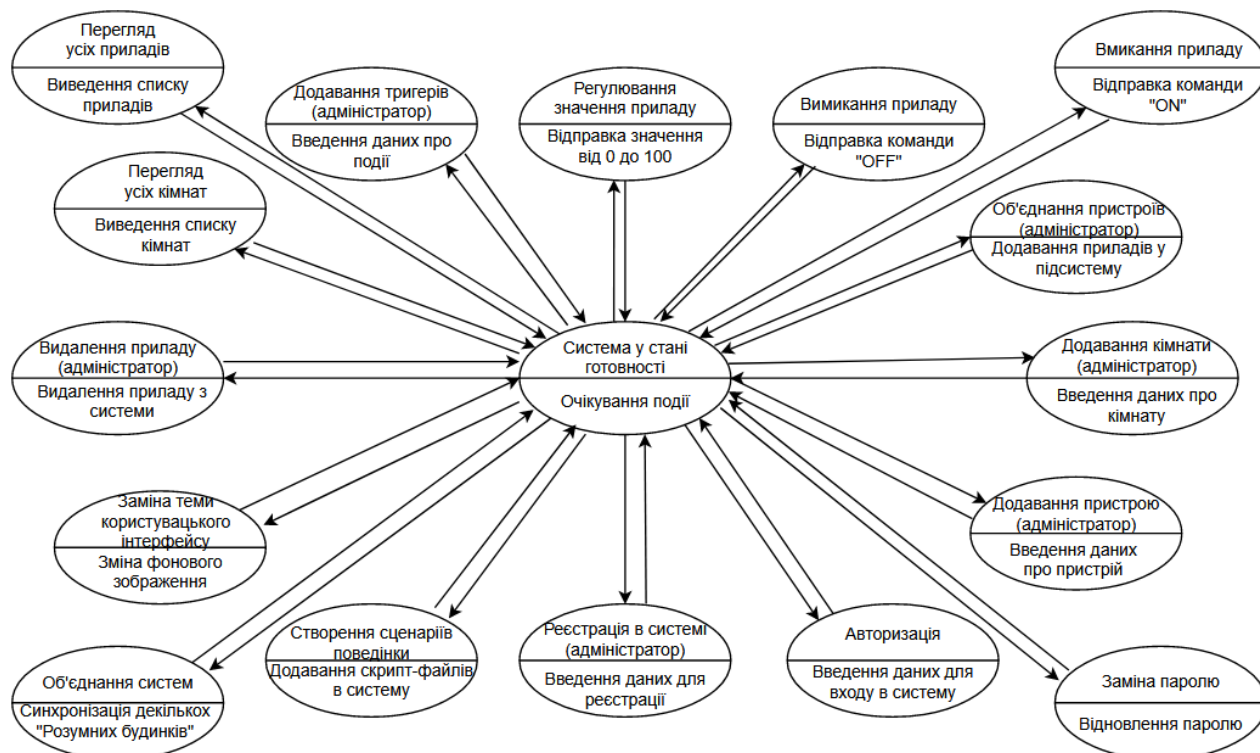 Перегляд
усіх приладів
Виведення списку
приладів
Додавання тригерів
(адміністратор)
Введення даних про
події
Регулювання
значення приладу
Відправка значення
від 0 до 100
Вимикання приладу
Відправка команди
"OFF"
Вмикання приладу
Відправка команди
"ON"
Перегляд
усіх кімнат
Виведення списку
кімнат
Об'єднання пристроїв
(адміністратор)
Додавання приладів у
підсистему
Видалення приладу
(адміністратор)
Видалення приладу з
системи
Система у стані
готовності
Очікування події
Додавання кімнати
(адміністратор)
Введення даних про
кімнату
Заміна теми
користувацького
інтерфейсу
Зміна фонового
зображення
Додавання пристрою
(адміністратор)
Введення даних
про пристрій
Об'єднання систем
Синхронізація декількох
"Розумних будинків"
Створення сценаріїв
поведінки
Додавання скрипт-файлів
в систему
Реєстрація в системі
(адміністратор)
Введення даних для
реєстрації
Авторизація
Введення даних для
входу в систему
Заміна паролю
Відновлення паролю